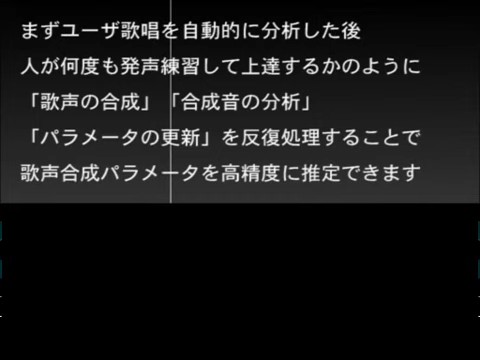 まずユーザ歌唱を自動的に分析した後
人が何度も発声練習して上達するかのように
「歌声の合成」「合成音の分析」
「パラメータの更新」を反復処理することで
歌声合成パラメータを高精度に推定できます